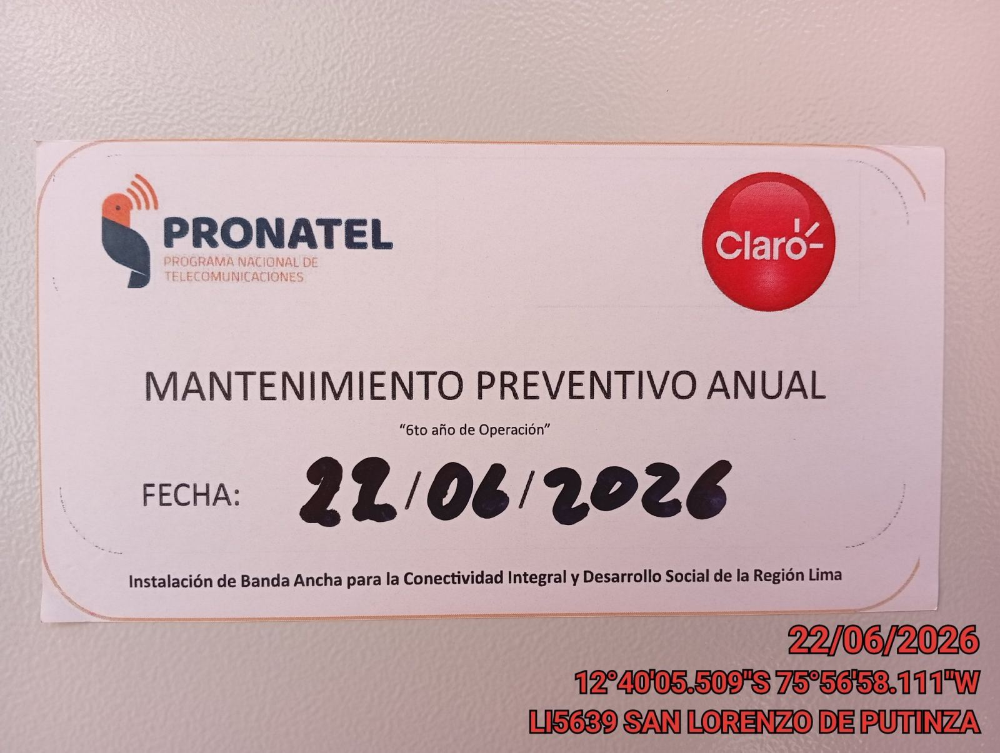 PRONATEL
PROGRAMA NACIONAL DE
TELECOMUNICACIONES
Claro
MANTENIMIENTO PREVENTIVO ANUAL
“6to año de Operación”
FECHA: 22/06/2026
Instalación de Banda Ancha para la Conectividad Integral y Desarrollo Social de la Región Lima
22/06/2026
12°40'05.509"S 75°56'58.111"W
LI5639 SAN LORENZO DE PUTINZA